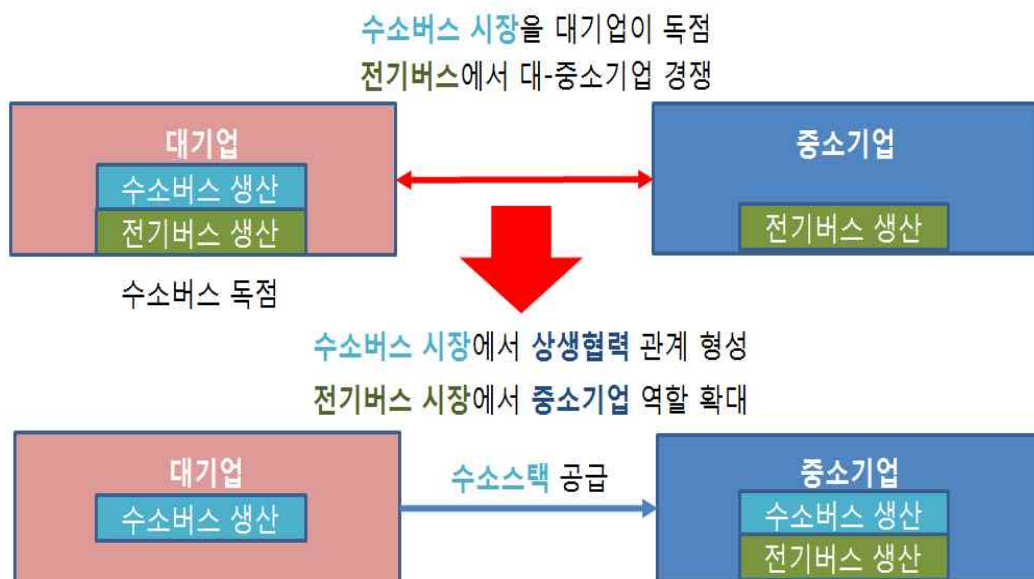 수소버스 시장을 대기업이 독점
전기버스에서 대-중소기업 경쟁
대기업
수소버스 생산
전기버스 생산
중소기업
전기버스 생산
수소버스 독점
수소버스 시장에서 상생협력 관계 형성
전기버스 시장에서 중소기업 역할 확대
대기업
수소버스 생산
수소스택 공급
중소기업
수소버스 생산
전기버스 생산